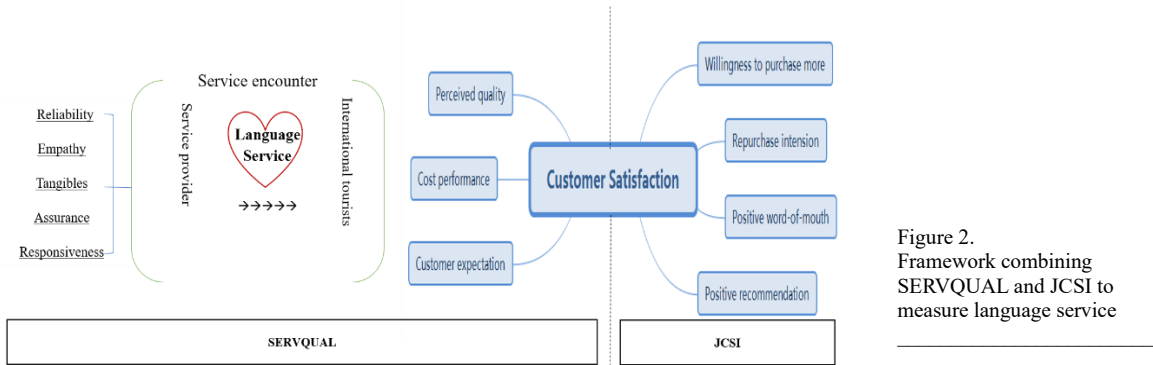 Service encounter
Reliability
Empathy
Tangibles
Assurance
Responsiveness
Service provider
Language
Service
→→→→→
International tourists
Perceived quality
Cost performance
Customer expectation
Customer Satisfaction
Willingness to purchase more
Repurchase intension
Positive word-of-mouth
Positive recommendation
SERVQUAL
JCSI
Figure 2.
Framework combining
SERVQUAL and JCSI to
measure language service